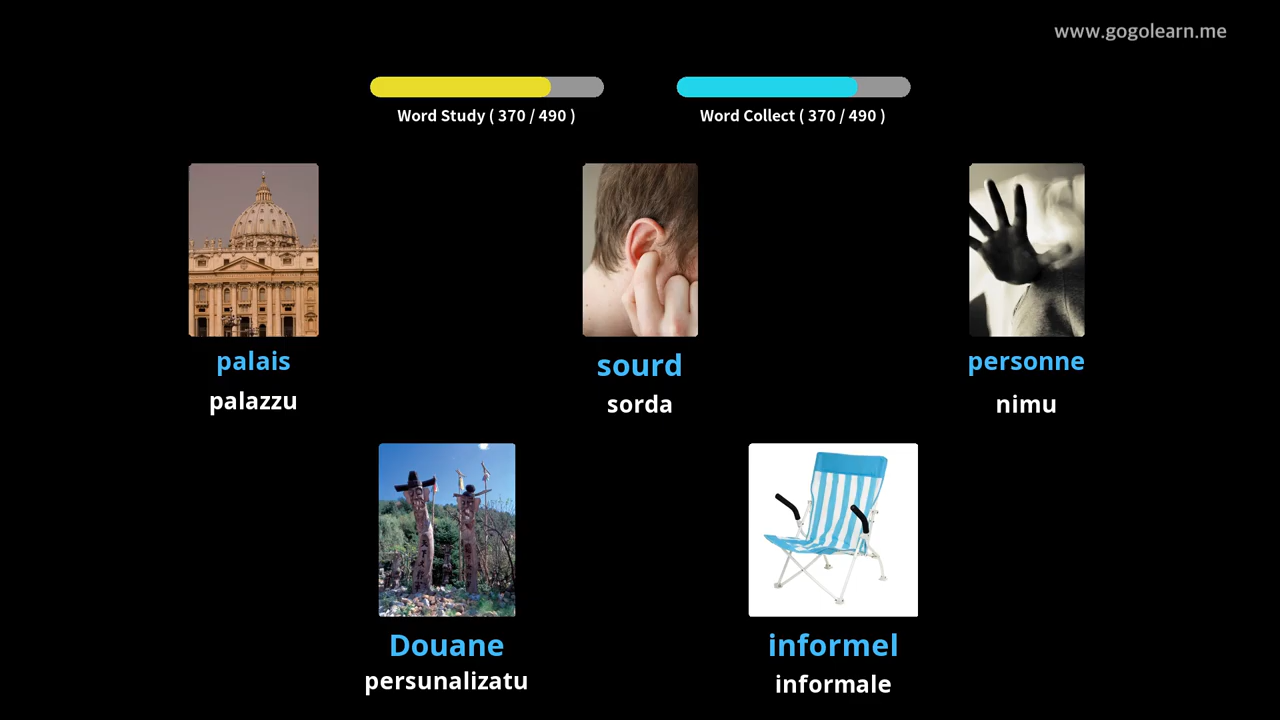 www.gogolearn.me
Word Study ( 370 / 490 )
Word Collect ( 370 / 490 )
palais
palazzu
sourd
sorda
personne
nimu
Douane
persunalizatu
informel
informale